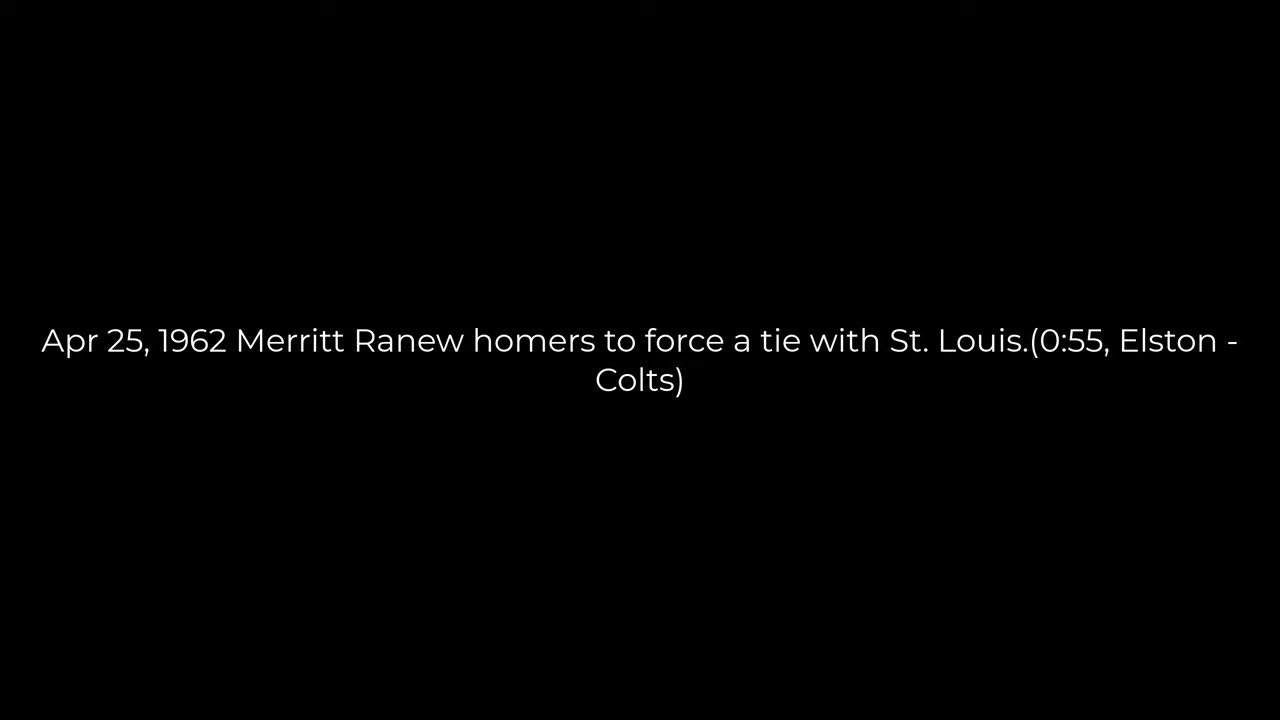 Apr 25, 1962 Merritt Ranew homers to force a tie with St. Louis.(0:55, Elston -
Colts)